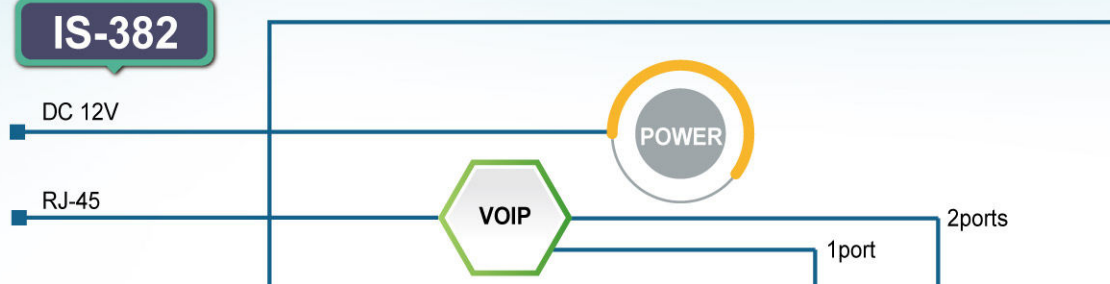 IS-382
DC 12V
POWER
RJ-45
VOIP
2ports
1port